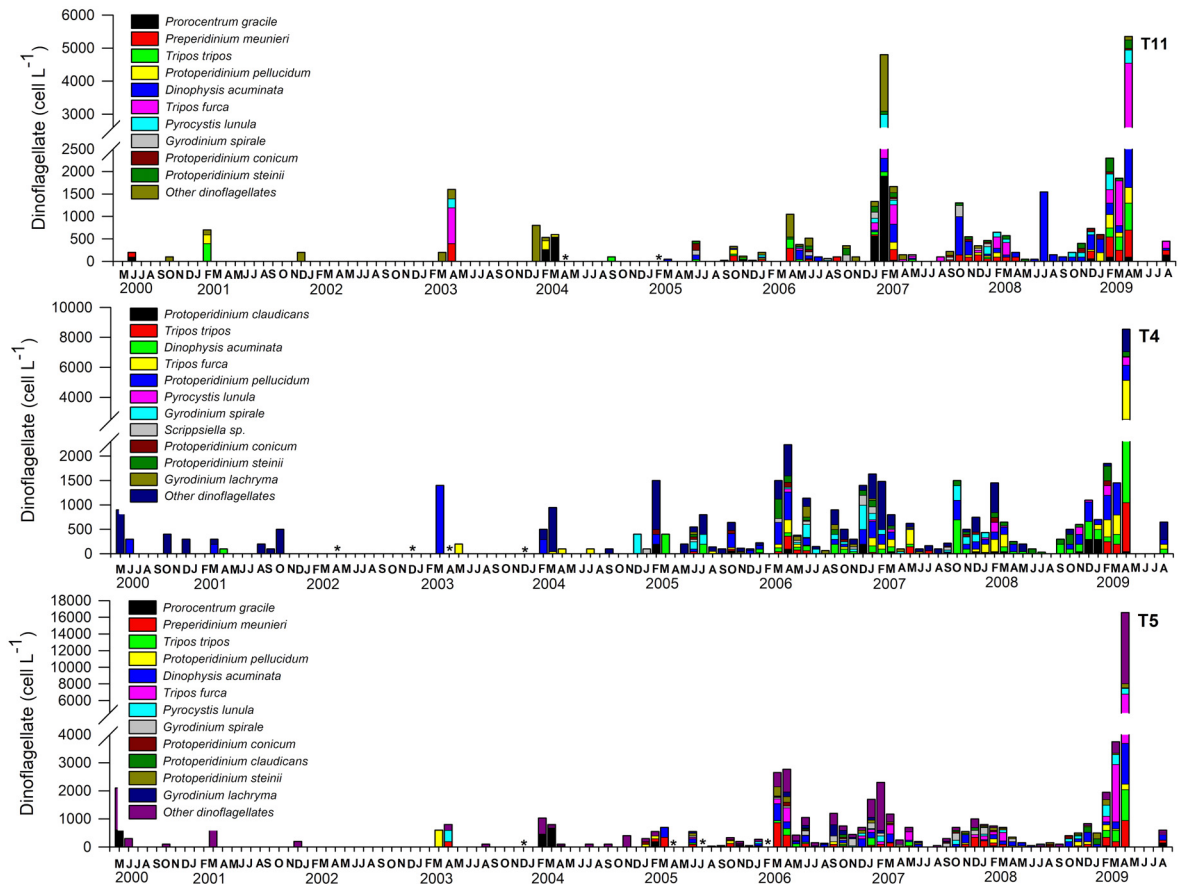 6000
5000
4000
3000
2500
2000
1500
1000
500
0
Dinoflagellate (cell L⁻¹)
Prorocentrum gracile
Preperidinium meunieri
Tripos tripos
Protoperidinium pellucidum
Dinophysis acuminata
Tripos furca
Pyrocystis lunula
Gyrodinium spirale
Protoperidinium conicum
Protoperidinium steinii
Other dinoflagellates
T11
* *
2000 2001 2002 2003 2004 2005 2006 2007 2008 2009
10000
8000
6000
4000
2000
1500
1000
500
0
Dinoflagellate (cell L⁻¹)
Protoperidinium claudicans
Tripos tripos
Dinophysis acuminata
Tripos furca
Protoperidinium pellucidum
Pyrocystis lunula
Gyrodinium spirale
Scrippsiella sp.
Protoperidinium conicum
Protoperidinium steinii
Gyrodinium lachryma
Other dinoflagellates
T4
* * * *
2000 2001 2002 2003 2004 2005 2006 2007 2008 2009
18000
16000
14000
12000
10000
8000
6000
4000
3000
2000
1000
0
Dinoflagellate (cell L⁻¹)
Prorocentrum gracile
Preperidinium meunieri
Tripos tripos
Protoperidinium pellucidum
Dinophysis acuminata
Tripos furca
Pyrocystis lunula
Gyrodinium spirale
Protoperidinium conicum
Protoperidinium claudicans
Protoperidinium steinii
Gyrodinium lachryma
Other dinoflagellates
T5
* * * *
2000 2001 2002 2003 2004 2005 2006 2007 2008 2009